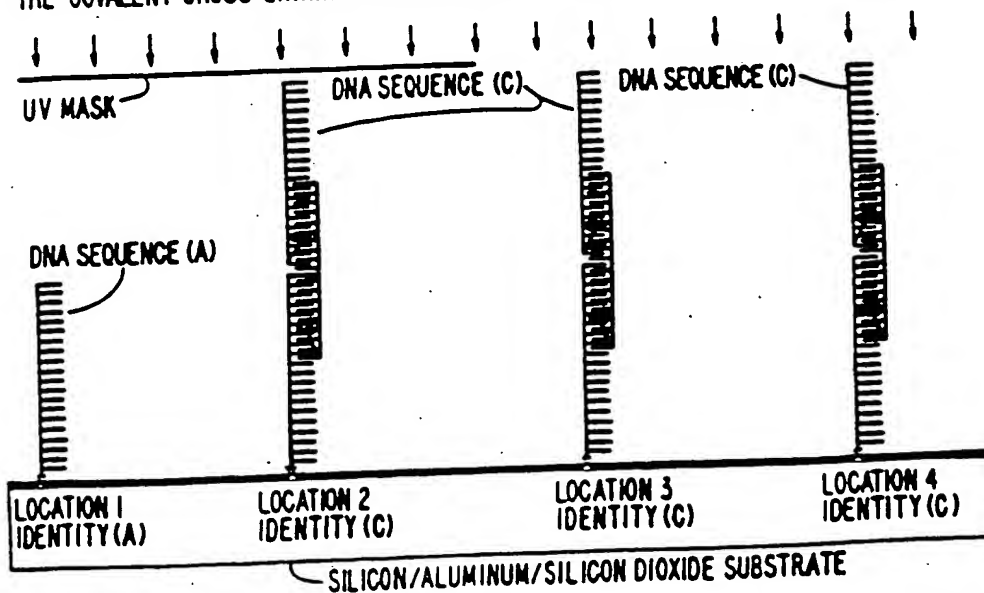 UV MASK
DNA SEQUENCE (C)
DNA SEQUENCE (C)
DNA SEQUENCE (A)
LOCATION 1
IDENTITY (A)
LOCATION 2
IDENTITY (C)
LOCATION 3
IDENTITY (C)
LOCATION 4
IDENTITY (C)
SILICON/ALUMINUM/SILICON DIOXIDE SUBSTRATE